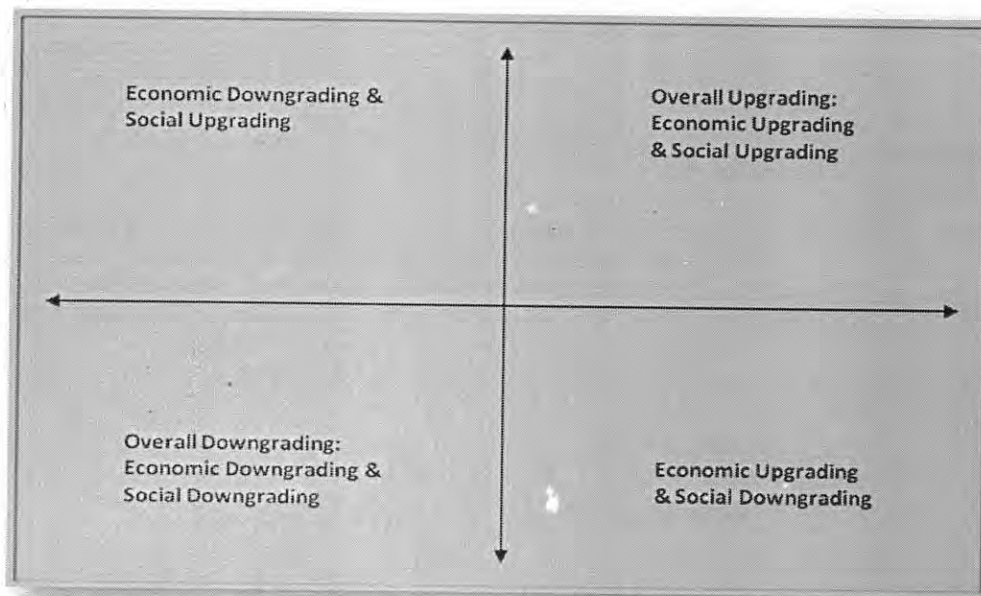 Economic Downgrading &
Social Upgrading
Overall Upgrading:
Economic Upgrading
& Social Upgrading
Overall Downgrading:
Economic Downgrading &
Social Downgrading
Economic Upgrading
& Social Downgrading